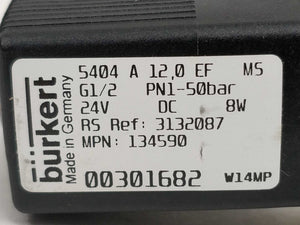 bürkert
Made in Germany
5404 A 12,0 EF MS
G1/2 PN1-50bar
24V DC 8W
RS Ref: 3132087
MPN: 134590
00301682 W14MP